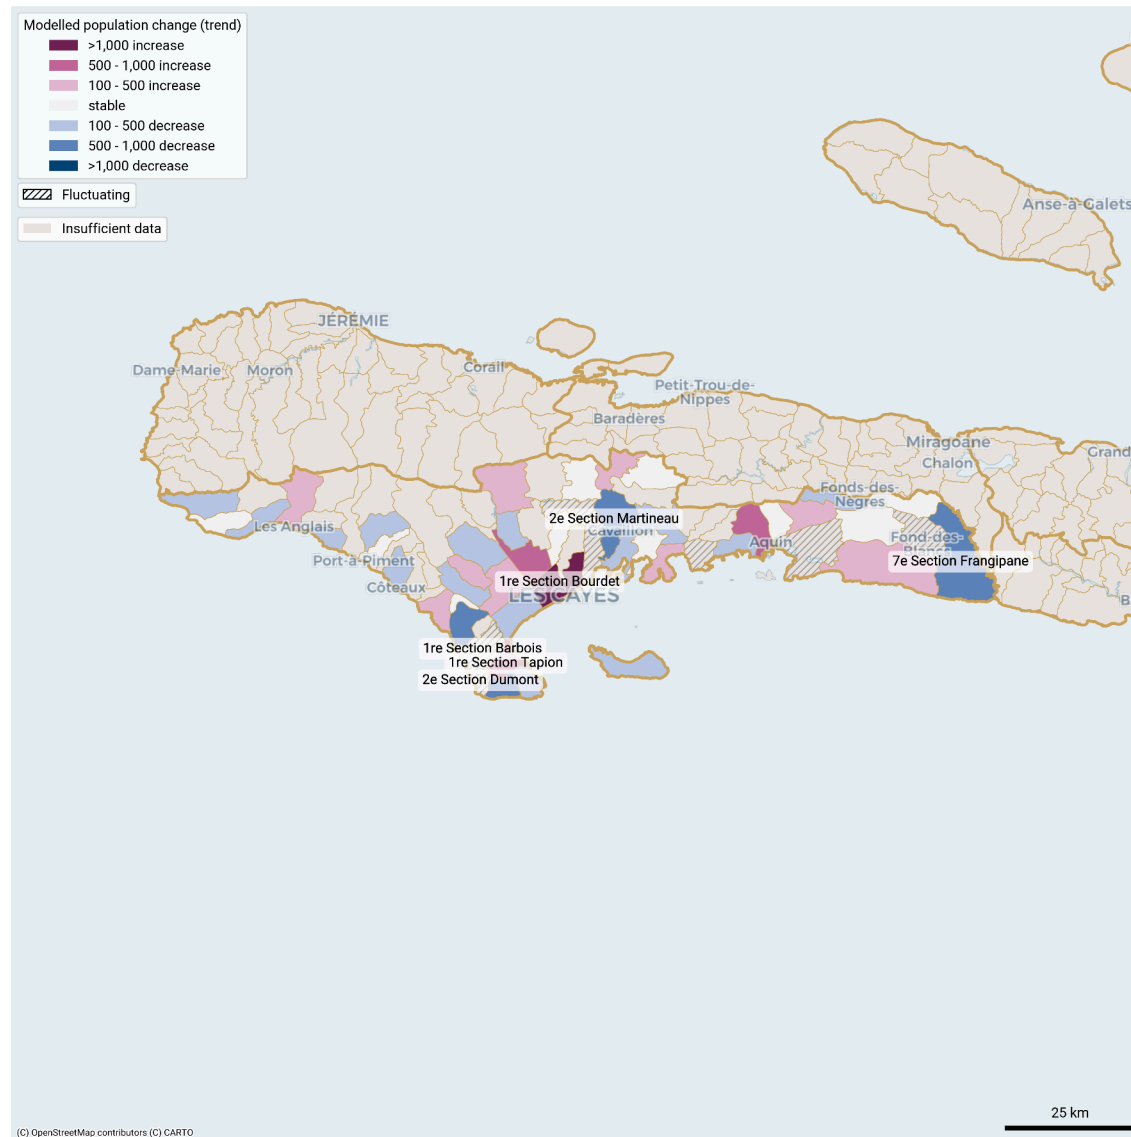 Modelled population change (trend)
>1,000 increase
500 - 1,000 increase
100 - 500 increase
stable
100 - 500 decrease
500 - 1,000 decrease
>1,000 decrease
Fluctuating
Insufficient data
Anse-à-Galets
JÉRÉMIE
Dame-Marie
Moron
Corail
Petit-Trou-de-
Nippes
Baradères
Miragoane
Chalon
Grand
Fonds-des-
Nègres
2e Section Martineau
Cavaillon
Les Anglais
Aquin
Fond-des-
Blancs
7e Section Frangipane
Port-à-Piment
1re Section Bourdet
Côteaux
LES CAYES
B
1re Section Barbois
1re Section Tapion
2e Section Dumont
25 km
(C) OpenStreetMap contributors (C) CARTO